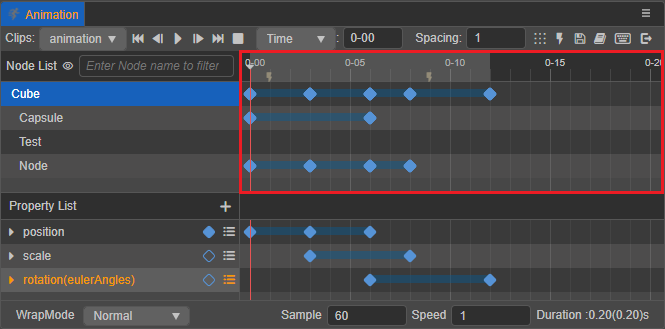 Animation
Clips: animation Time : 0-00 Spacing: 1
Node List Enter Node name to filter 0-00 0-05 0-10 0-15 0-20
Cube
Capsule
Test
Node
Property List +
position
scale
rotation(eulerAngles)
WrapMode Normal Sample 60 Speed 1 Duration :0.20(0.20)s